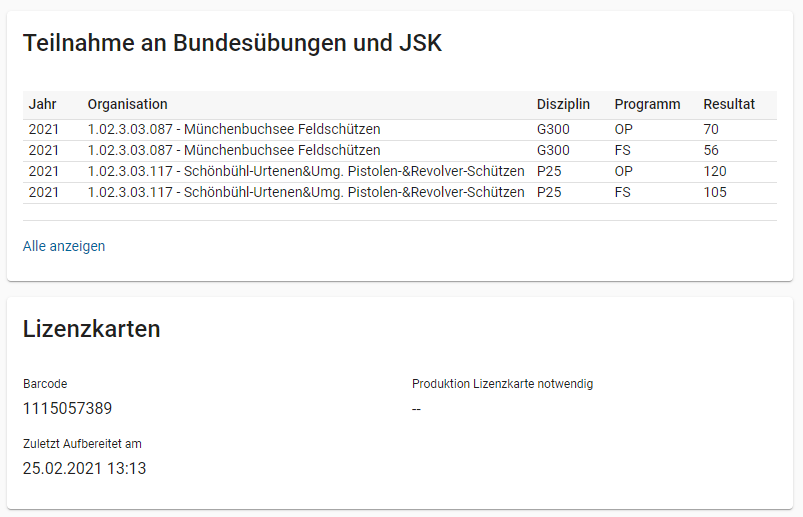 Teilnahme an Bundesübungen und JSK
Jahr Organisation Disziplin Programm Resultat
2021 1.02.3.03.087 - Münchenbuchsee Feldschützen G300 OP 70
2021 1.02.3.03.087 - Münchenbuchsee Feldschützen G300 FS 56
2021 1.02.3.03.117 - Schönbühl-Urtenen&Umg. Pistolen-&Revolver-Schützen P25 OP 120
2021 1.02.3.03.117 - Schönbühl-Urtenen&Umg. Pistolen-&Revolver-Schützen P25 FS 105
Alle anzeigen
Lizenzkarten
Barcode Produktion Lizenzkarte notwendig
1115057389 --
Zuletzt Aufbereitet am
25.02.2021 13:13